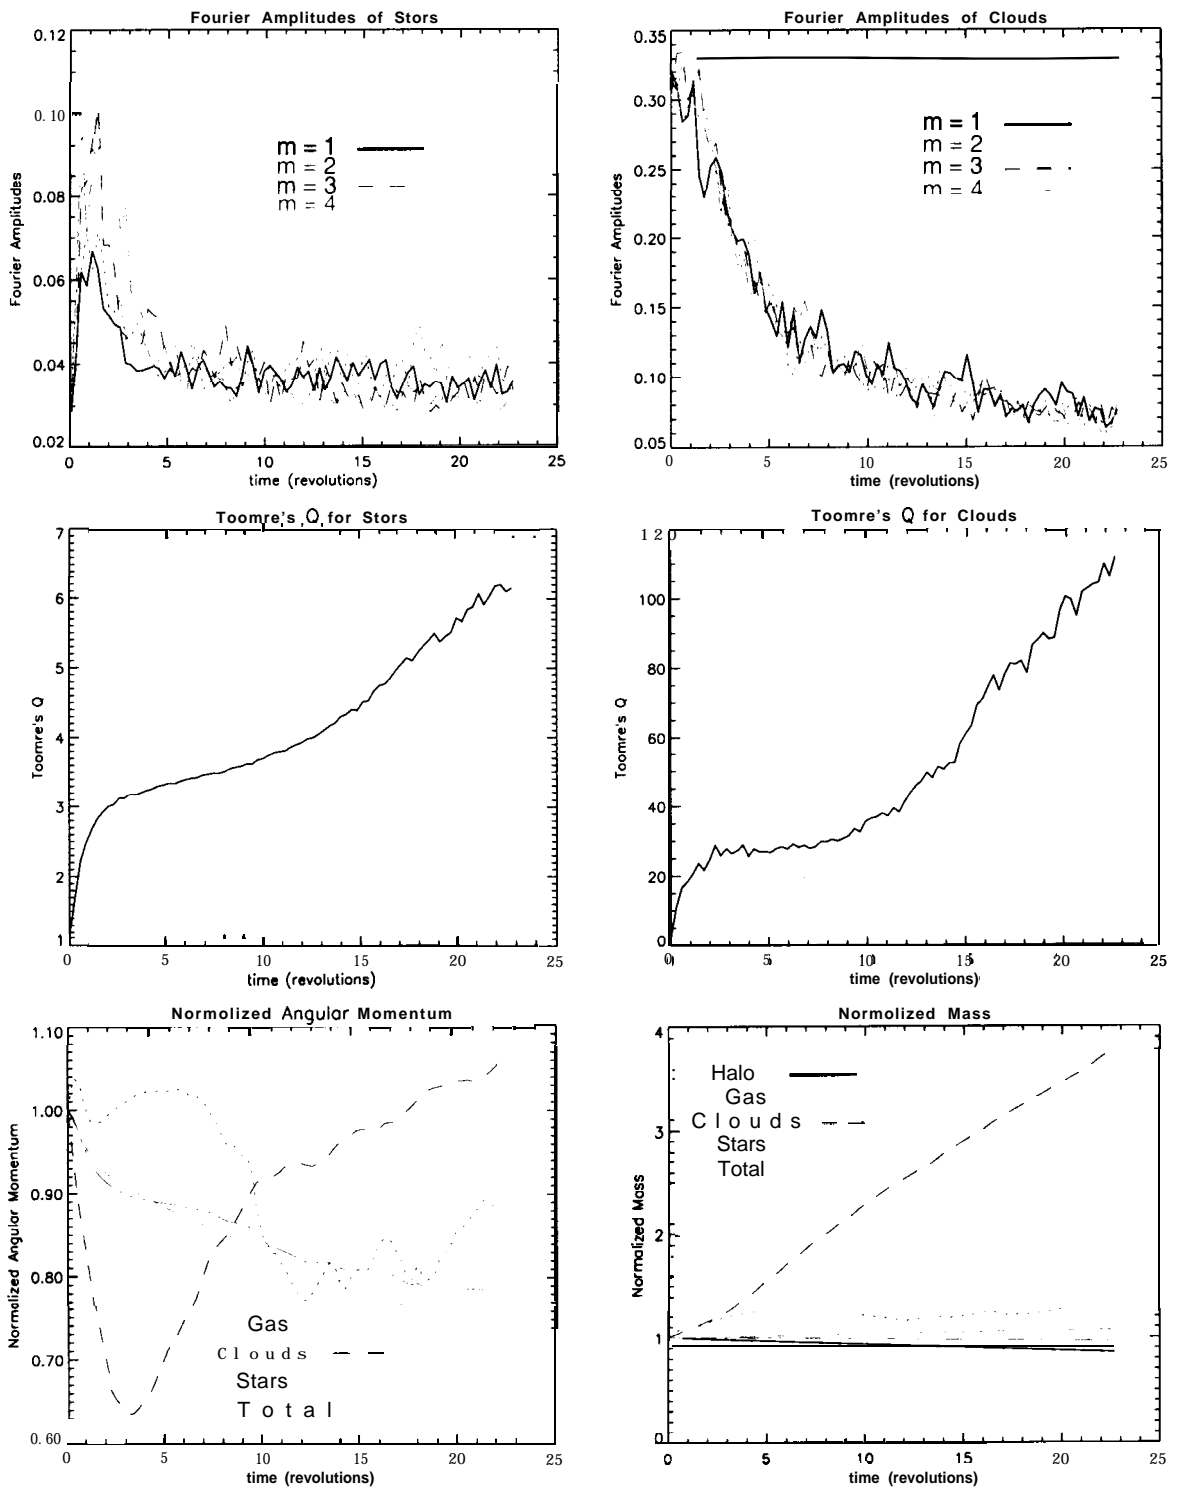 Fourier Amplitudes of Stors
0.12
0.10
0.08
0.06
0.04
0.02
Fourier Amplitudes
m = 1
m = 2
m = 3
m = 4
0 5 10 15 20 25
time (revolutions)
Fourier Amplitudes of Clouds
0.35
0.30
0.25
0.20
0.15
0.10
0.05
Fourier Amplitudes
m = 1
m = 2
m = 3
m = 4
0 5 10 15 20 25
time (revolutions)
Toomre's Q for Stors
7
6
5
4
3
2
1
Toomre's Q
0 5 10 15 20 25
time (revolutions)
Toomre's Q for Clouds
12
100
80
60
40
20
0
Toomre's Q
0 5 10 15 20 25
time (revolutions)
Normolized Angular Momentum
1.10
1.00
0.90
0.80
0.70
0.60
Normolized Angulor Momentum
Gas
Clouds
Stars
Total
0 5 10 15 20 25
time (revolutions)
Normolized Mass
4
3
2
1
0
Normalized Mass
Halo
Gas
Clouds
Stars
Total
0 5 10 15 20 25
time (revolutions)